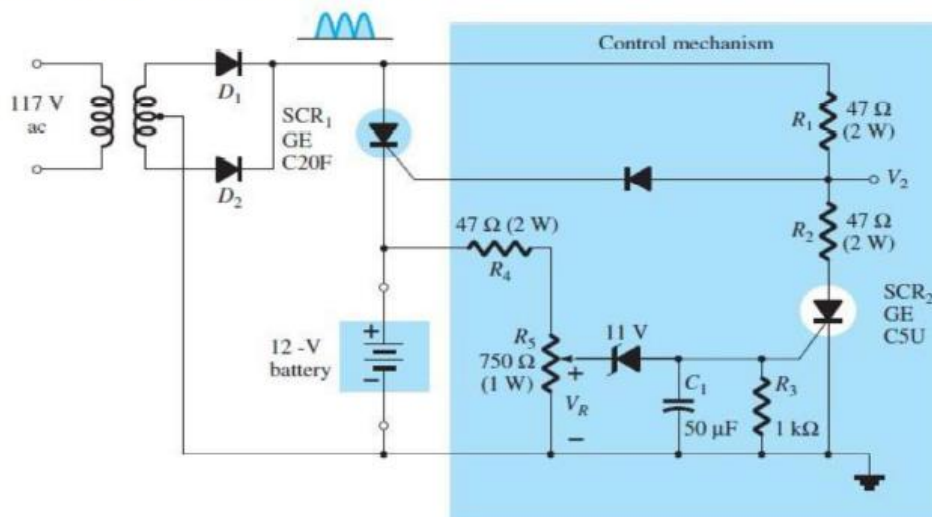 Control mechanism
117 V
ac
D1
D2
SCR1
GE
C20F
R1
47 Ω
(2 W)
V2
47 Ω (2 W)
R4
R2
47 Ω
(2 W)
SCR2
GE
C5U
+
12 -V
battery
−
R5
750 Ω
(1 W)
+
VR
−
11 V
C1
50 μF
R3
1 kΩ